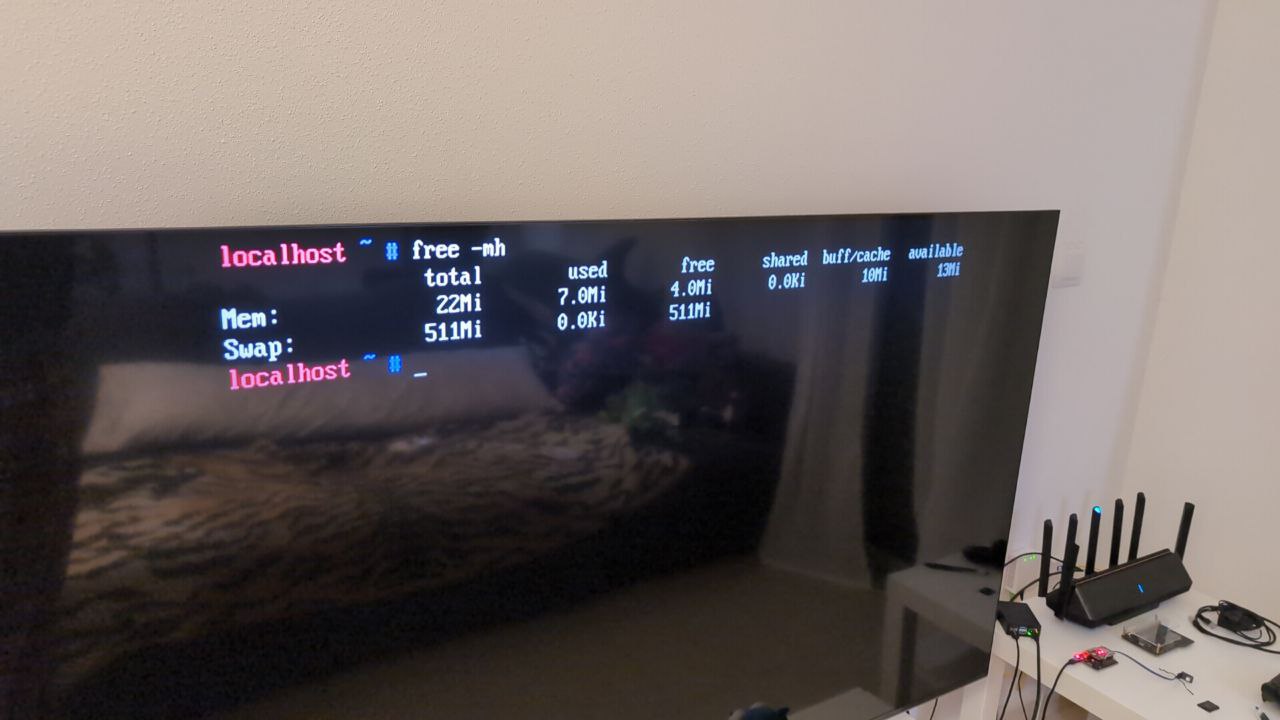 localhost ~ # free -mh
total used free shared buff/cache available
Mem: 22Mi 7.0Mi 4.0Mi 0.0Ki 10Mi 13Mi
Swap: 511Mi 0.0Ki 511Mi
localhost ~ # _